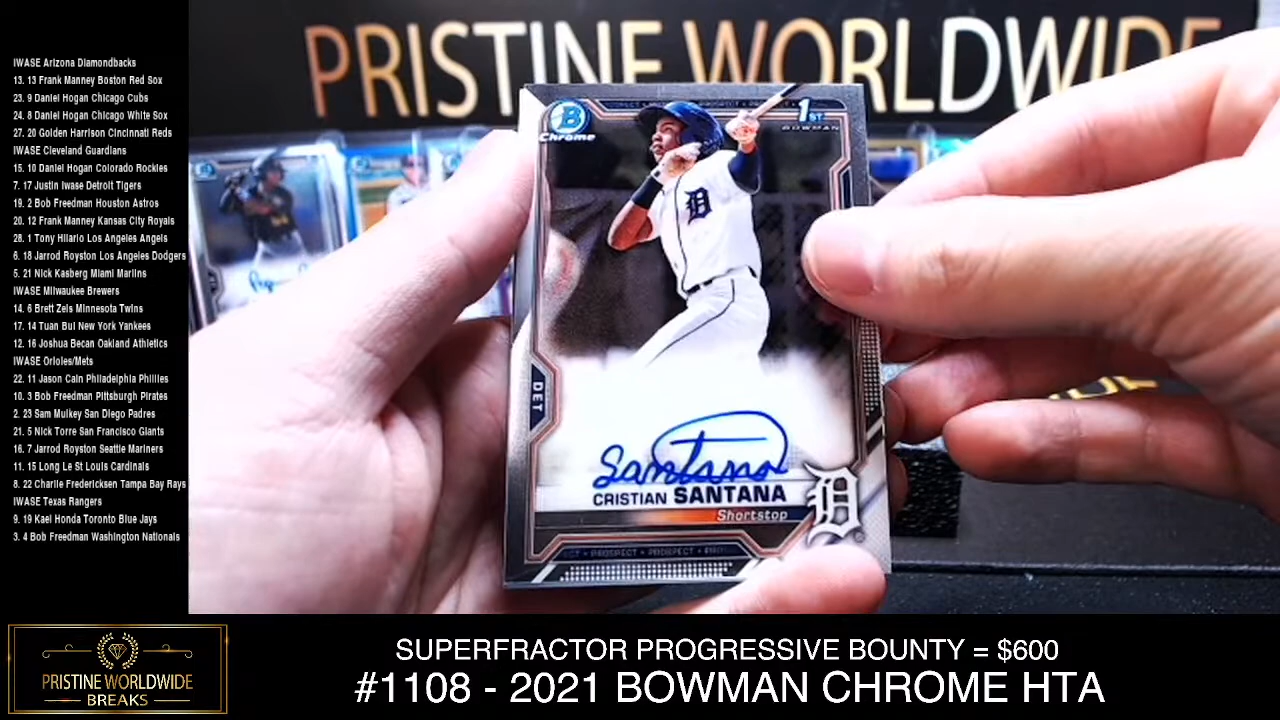 PRISTINE WORLDWIDE
IWASE Arizona Diamondbacks
13. 13 Frank Manney Boston Red Sox
23. 9 Daniel Hogan Chicago Cubs
24. 8 Daniel Hogan Chicago White Sox
27. 20 Golden Harrison Cincinnati Reds
IWASE Cleveland Guardians
15. 10 Daniel Hogan Colorado Rockies
7. 17 Justin Iwase Detroit Tigers
19. 2 Bob Freedman Houston Astros
20. 12 Frank Manney Kansas City Royals
28. 1 Tony Hilario Los Angeles Angels
6. 18 Jarrod Royston Los Angeles Dodgers
5. 21 Nick Kasberg Miami Marlins
IWASE Milwaukee Brewers
14. 6 Brett Zels Minnesota Twins
17. 14 Tuan Bui New York Yankees
12. 16 Joshua Becan Oakland Athletics
IWASE Orioles/Mets
22. 11 Jason Cain Philadelphia Phillies
10. 3 Bob Freedman Pittsburgh Pirates
2. 23 Sam Mulkey San Diego Padres
21. 5 Nick Torre San Francisco Giants
16. 7 Jarrod Royston Seattle Mariners
11. 15 Long Le St Louis Cardinals
8. 22 Charlie Fredericksen Tampa Bay Rays
IWASE Texas Rangers
9. 19 Kael Honda Toronto Blue Jays
3. 4 Bob Freedman Washington Nationals
B
Chrome
1ST
BOWMAN
D
DET
Santana
CRISTIAN SANTANA
Shortstop
D
PROSPECT • PROSPECT
PRISTINE WORLDWIDE
BREAKS
SUPERFRACTOR PROGRESSIVE BOUNTY = $600
#1108 - 2021 BOWMAN CHROME HTA